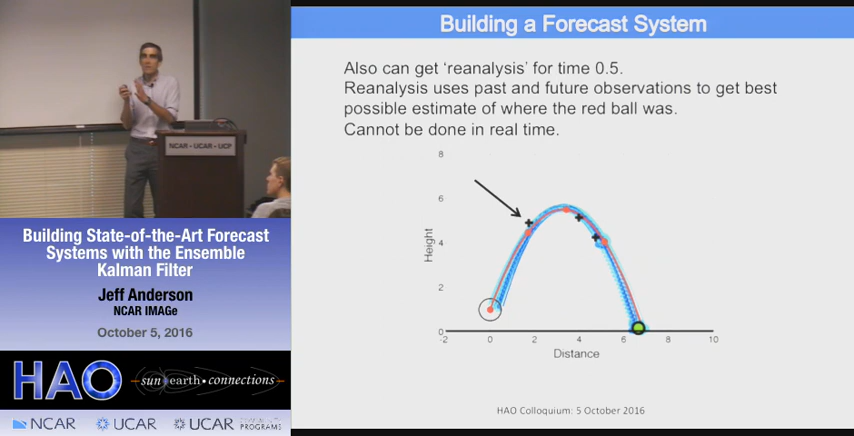 Building a Forecast System
Also can get ‘reanalysis’ for time 0.5.
Reanalysis uses past and future observations to get best
possible estimate of where the red ball was.
Cannot be done in real time.
8
6
4
2
0
Height
-2 0 2 4 6 8 10
Distance
HAO Colloquium: 5 October 2016
NCAR - UCAR - UCP
Building State-of-the-Art Forecast
Systems with the Ensemble
Kalman Filter
Jeff Anderson
NCAR IMAGe
October 5, 2016
HAO
sun earth • connections
NCAR
UCAR
UCAR
PROGRAMS